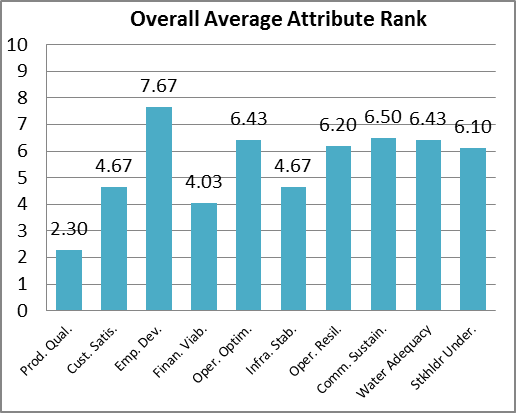 Overall Average Attribute Rank
10
9
8
7
6
5
4
3
2
1
0
2.30
4.67
7.67
4.03
6.43
4.67
6.20
6.50
6.43
6.10
Prod. Qual.
Cust. Satis.
Emp. Dev.
Finan. Viab.
Oper. Optim.
Infra. Stab.
Oper. Resil.
Comm. Sustain.
Water Adequacy
Stkhldr Under.